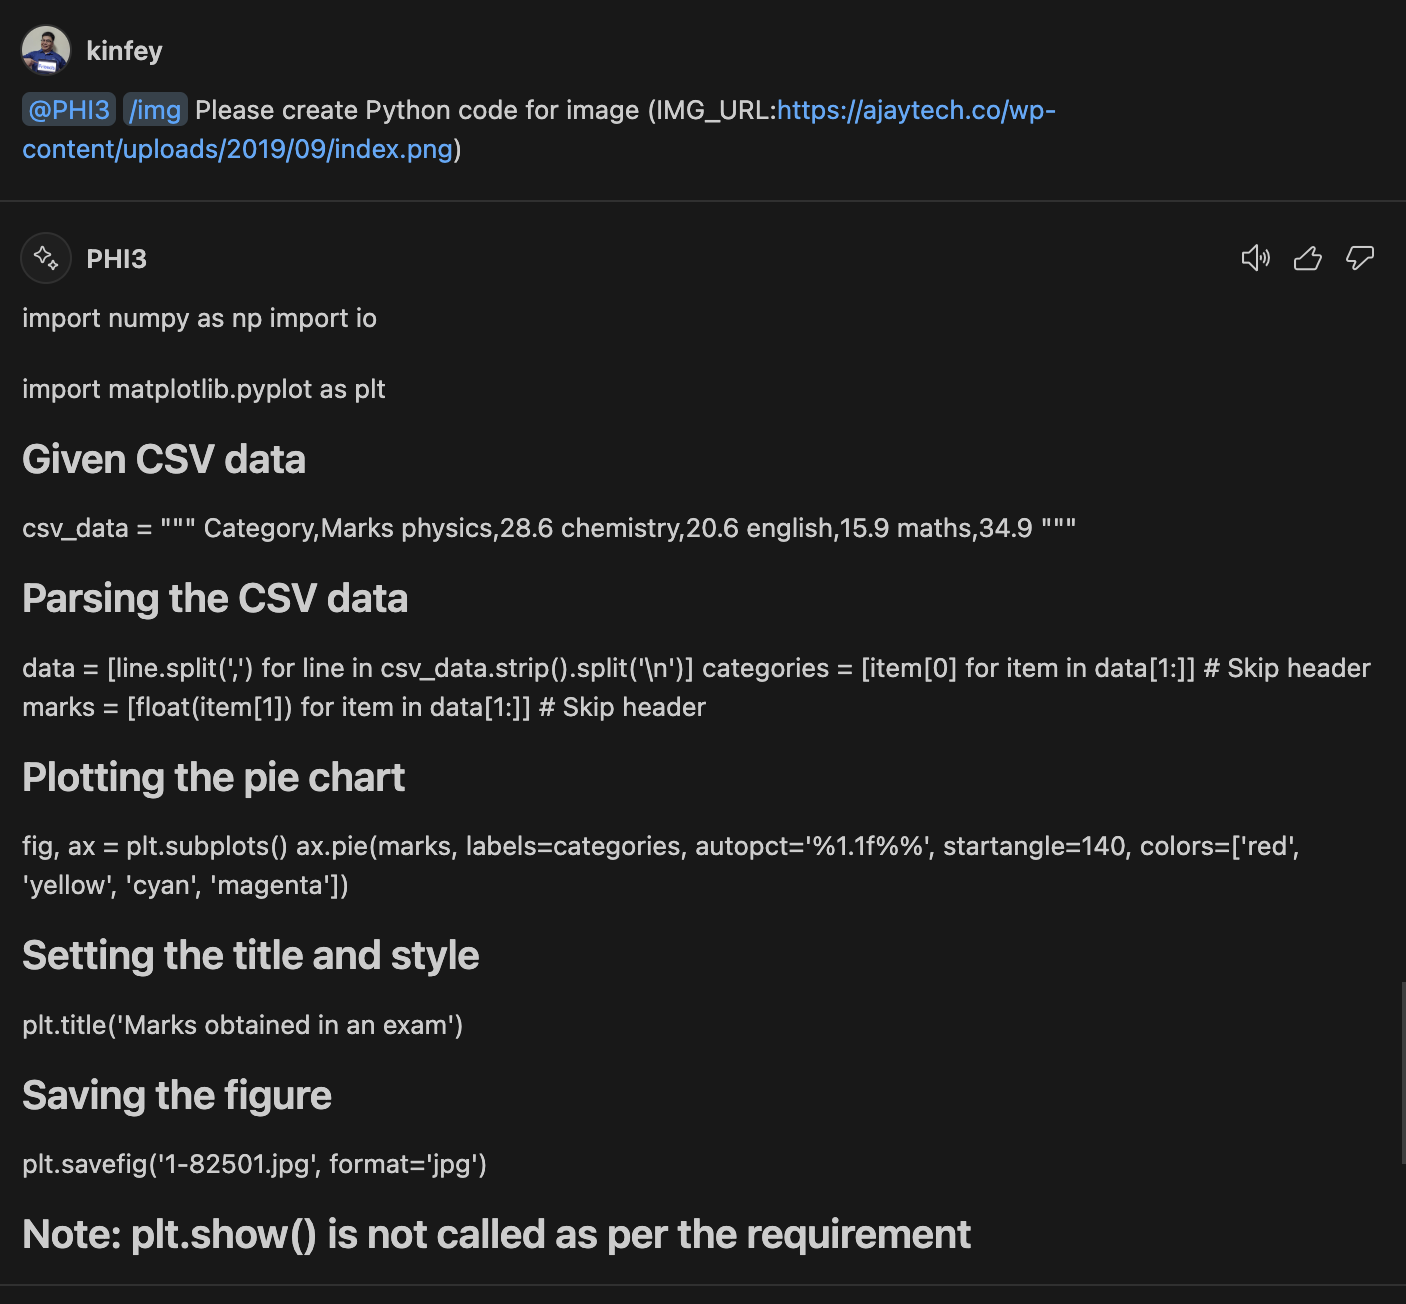 kinfey
@PHI3 /img Please create Python code for image (IMG_URL:https://ajaytech.co/wp-
content/uploads/2019/09/index.png)
PHI3
import numpy as np import io
import matplotlib.pyplot as plt
Given CSV data
csv_data = """ Category,Marks physics,28.6 chemistry,20.6 english,15.9 maths,34.9 """
Parsing the CSV data
data = [line.split(',') for line in csv_data.strip().split('\n')] categories = [item[0] for item in data[1:]] # Skip header
marks = [float(item[1]) for item in data[1:]] # Skip header
Plotting the pie chart
fig, ax = plt.subplots() ax.pie(marks, labels=categories, autopct='%1.1f%%', startangle=140, colors=['red',
'yellow', 'cyan', 'magenta'])
Setting the title and style
plt.title('Marks obtained in an exam')
Saving the figure
plt.savefig('1-82501.jpg', format='jpg')
Note: plt.show() is not called as per the requirement